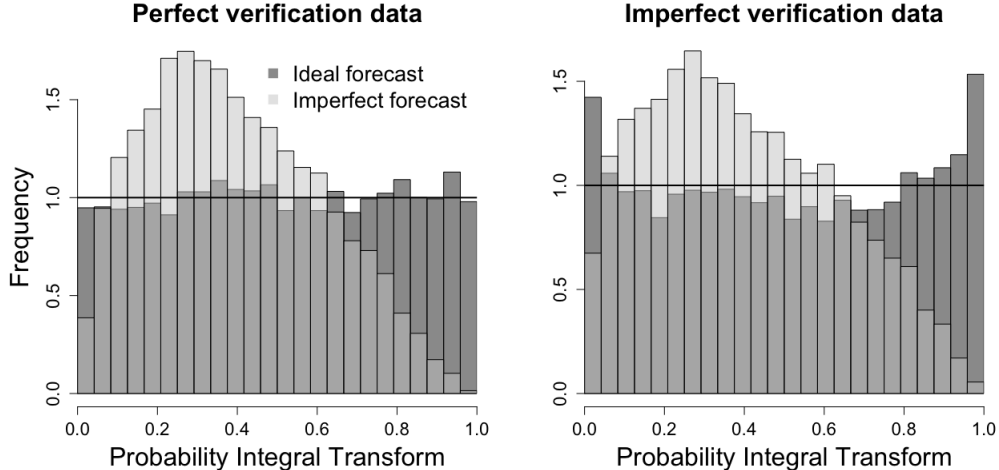 Perfect verification data
Ideal forecast
Imperfect forecast
Frequency
0.0
0.5
1.0
1.5
0.0 0.2 0.4 0.6 0.8 1.0
Probability Integral Transform
Imperfect verification data
0.0
0.5
1.0
1.5
0.0 0.2 0.4 0.6 0.8 1.0
Probability Integral Transform